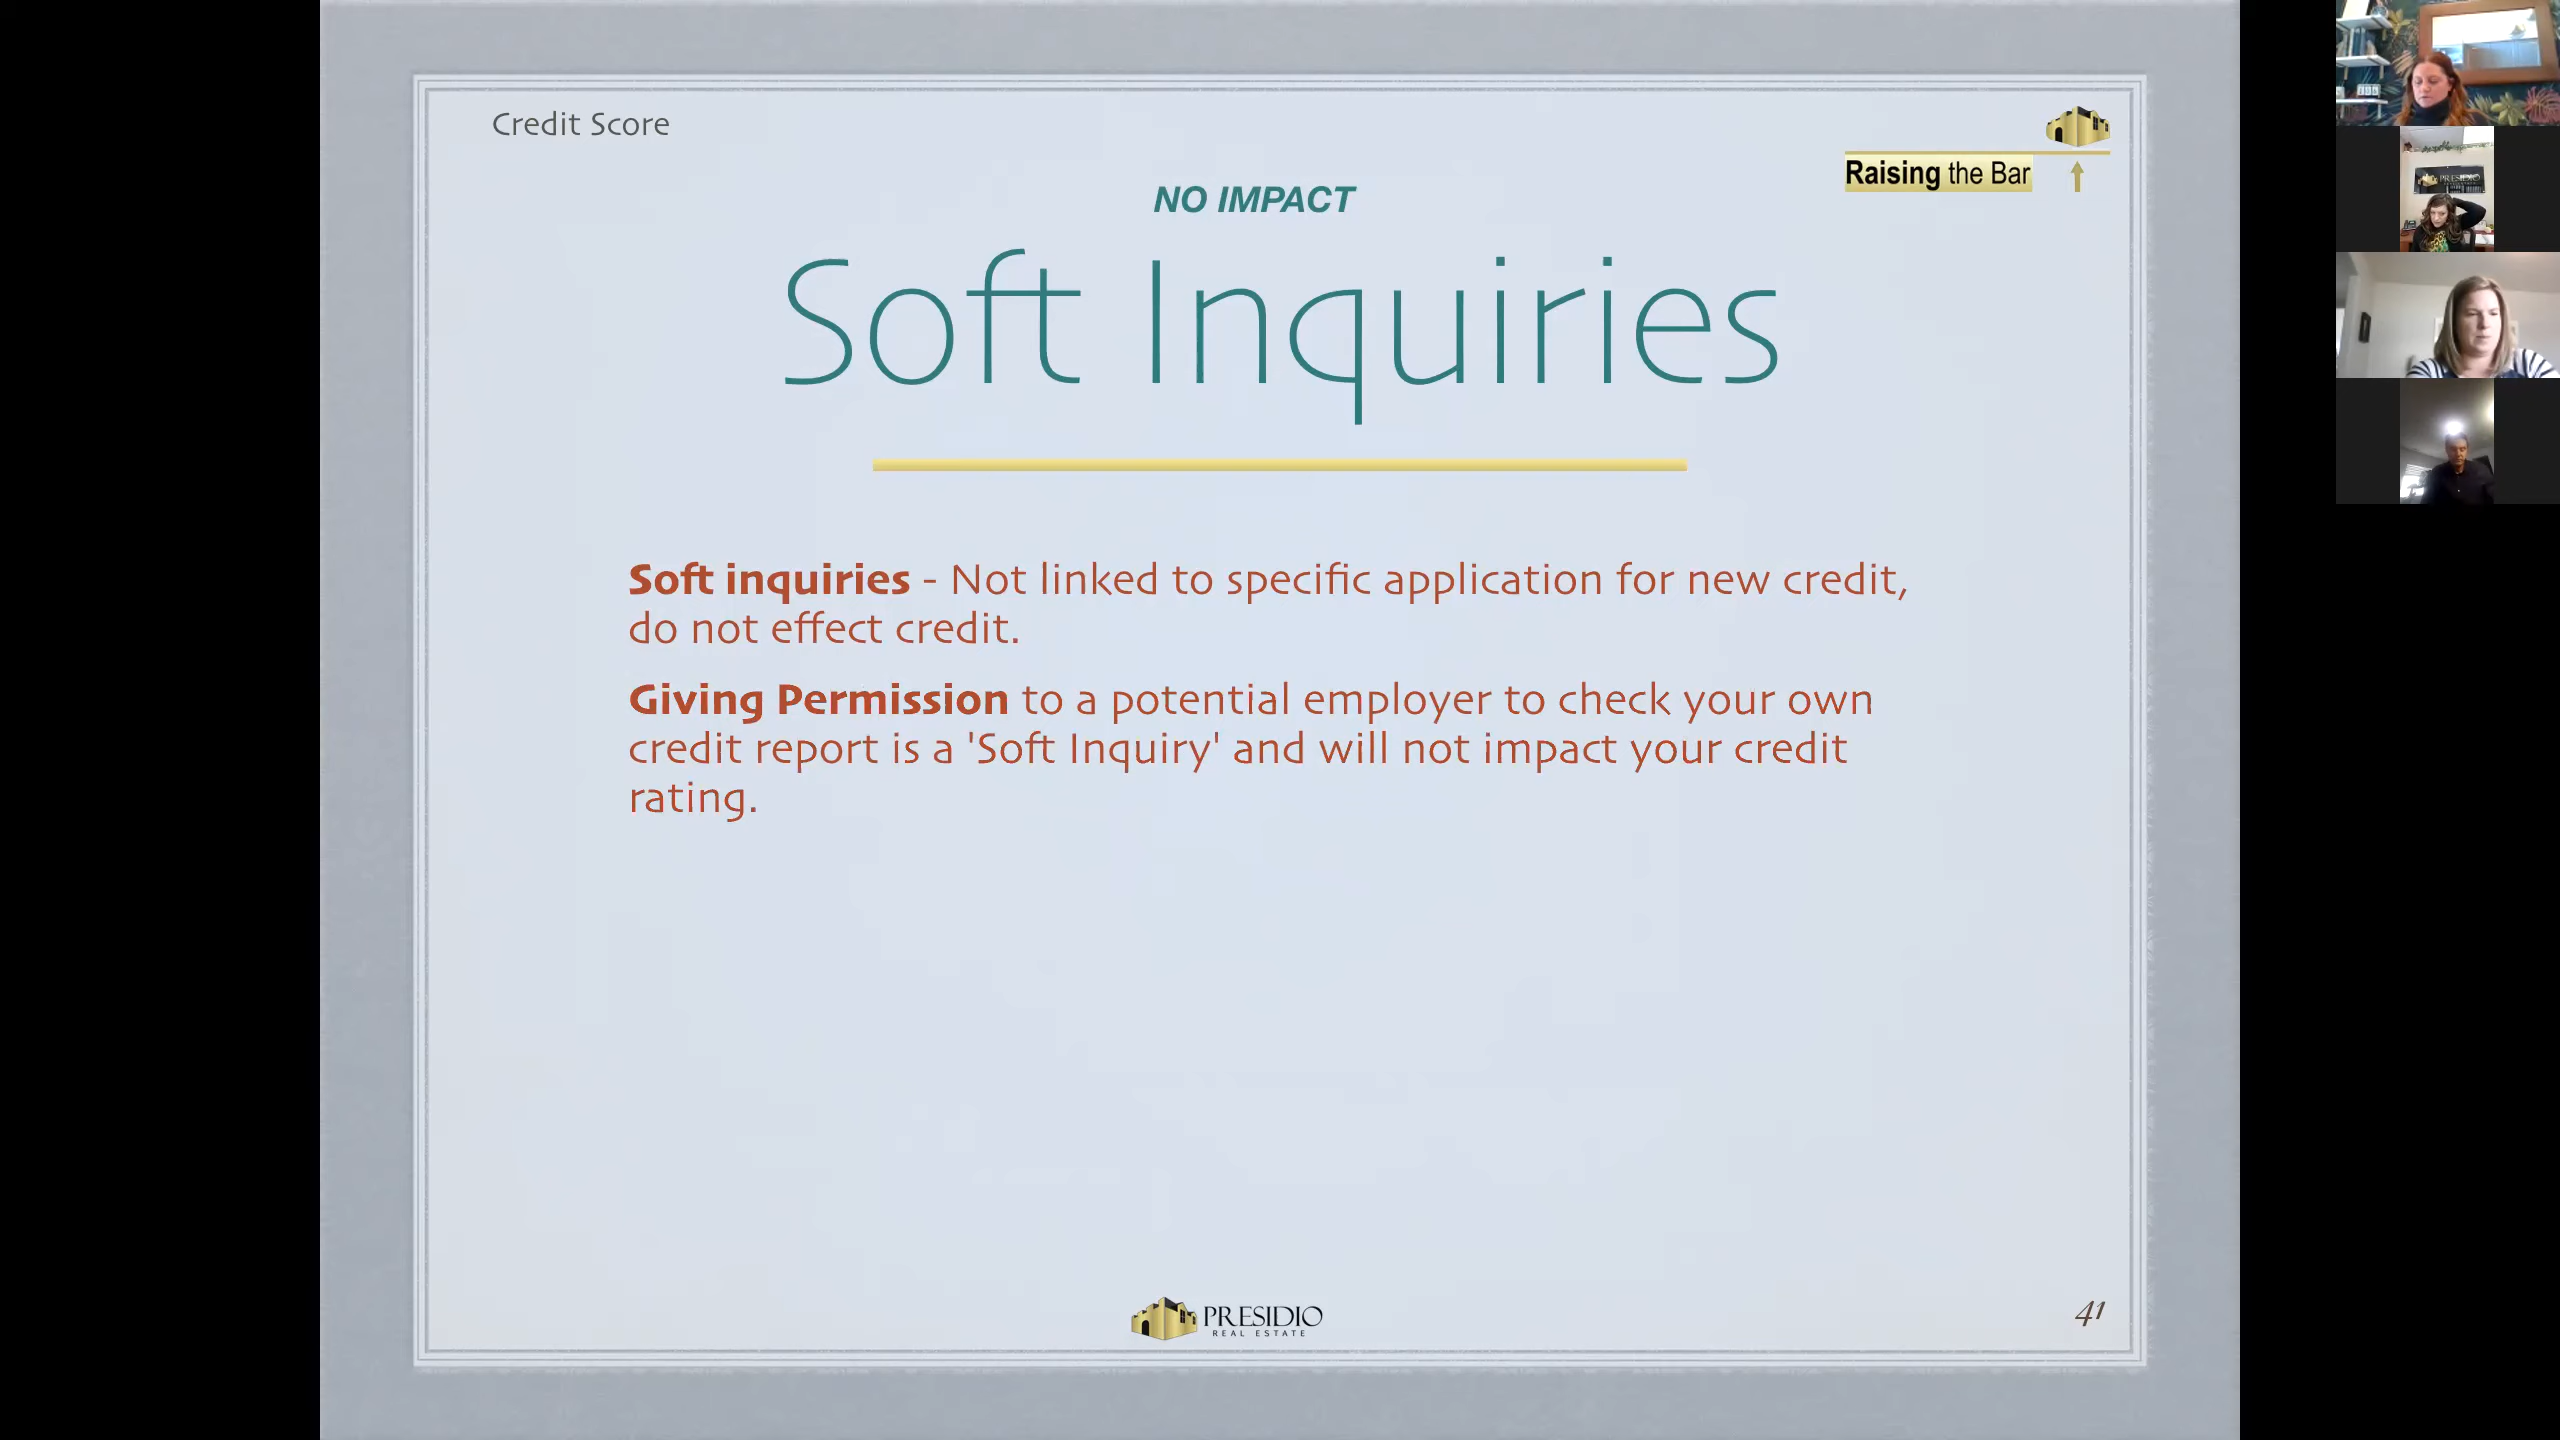 Credit Score
Raising the Bar
NO IMPACT
Soft Inquiries
Soft inquiries - Not linked to specific application for new credit,
do not effect credit.
Giving Permission to a potential employer to check your own
credit report is a 'Soft Inquiry' and will not impact your credit
rating.
PRESIDIO
REAL ESTATE
41
PRESIDIO